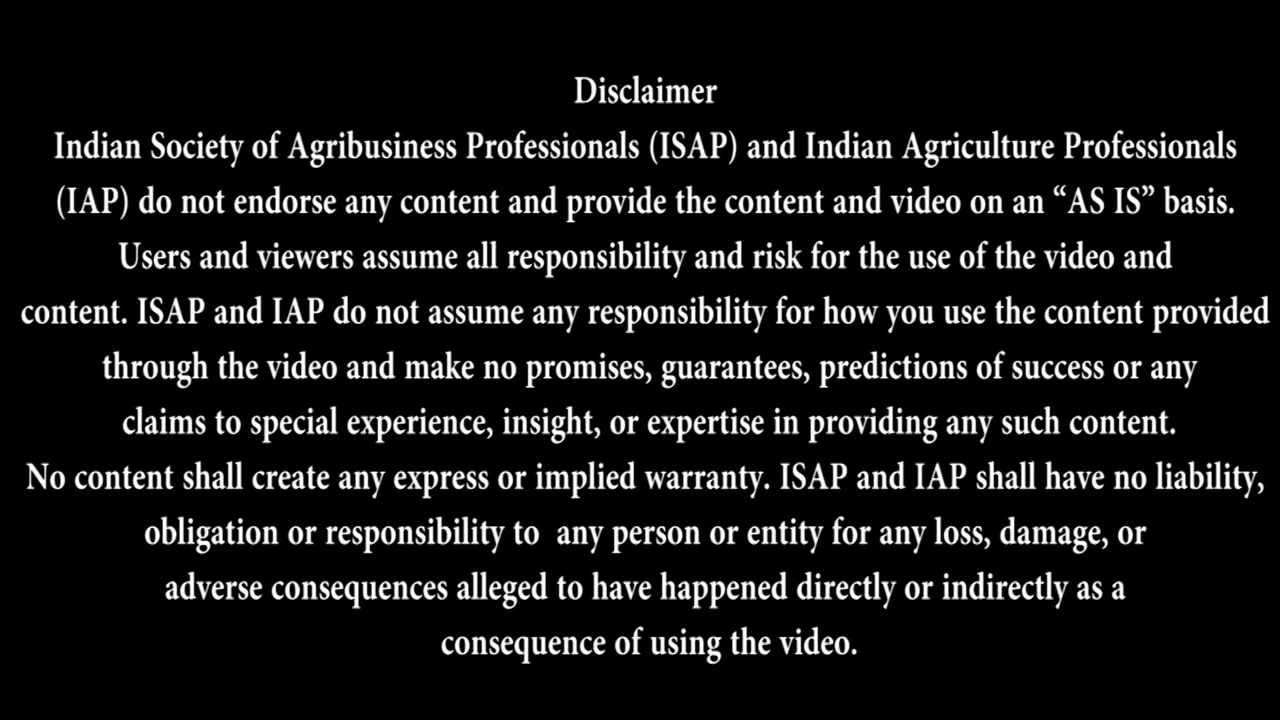 Disclaimer
Indian Society of Agribusiness Professionals (ISAP) and Indian Agriculture Professionals
(IAP) do not endorse any content and provide the content and video on an “AS IS” basis.
Users and viewers assume all responsibility and risk for the use of the video and
content. ISAP and IAP do not assume any responsibility for how you use the content provided
through the video and make no promises, guarantees, predictions of success or any
claims to special experience, insight, or expertise in providing any such content.
No content shall create any express or implied warranty. ISAP and IAP shall have no liability,
obligation or responsibility to  any person or entity for any loss, damage, or
adverse consequences alleged to have happened directly or indirectly as a
consequence of using the video.